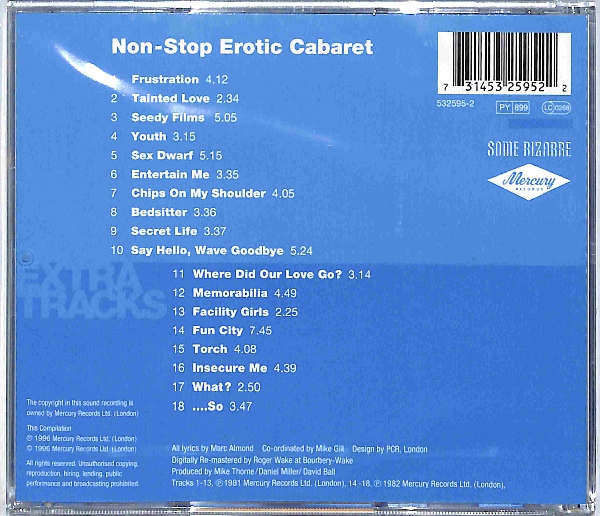 Non-Stop Erotic Cabaret
Frustration 4.12
2 Tainted Love 2.34
3 Seedy Films 5.05
4 Youth 3.15
5 Sex Dwarf 5.15
6 Entertain Me 3.35
7 Chips On My Shoulder 4.05
8 Bedsitter 3.36
9 Secret Life 3.37
10 Say Hello, Wave Goodbye 5.24
7 31453 25952 2
532595-2 PY 899 LC 0268
SOME BIZARRE
Mercury
RECORDS
EXTRA
TRACKS
11 Where Did Our Love Go? 3.14
12 Memorabilia 4.49
13 Facility Girls 2.25
14 Fun City 7.45
15 Torch 4.08
16 Insecure Me 4.39
17 What? 2.50
18 ....So 3.47
The copyright in this sound recording is
owned by Mercury Records Ltd. (London)
This Compilation
℗ 1996 Mercury Records Ltd. (London)
© 1996 Mercury Records Ltd. (London)
All rights reserved. Unauthorised copying,
reproduction, hiring, lending, public
performance and broadcasting prohibited.
All lyrics by Marc Almond Co-ordinated by Mike Gill Design by PCR, London
Digitally Re-mastered by Roger Wake at Bourbery-Wake
Produced by Mike Thorne/Daniel Miller/David Ball
Tracks 1-13, ℗1981 Mercury Records Ltd. (London), 14 -18, ℗1982 Mercury Records Ltd. (London),